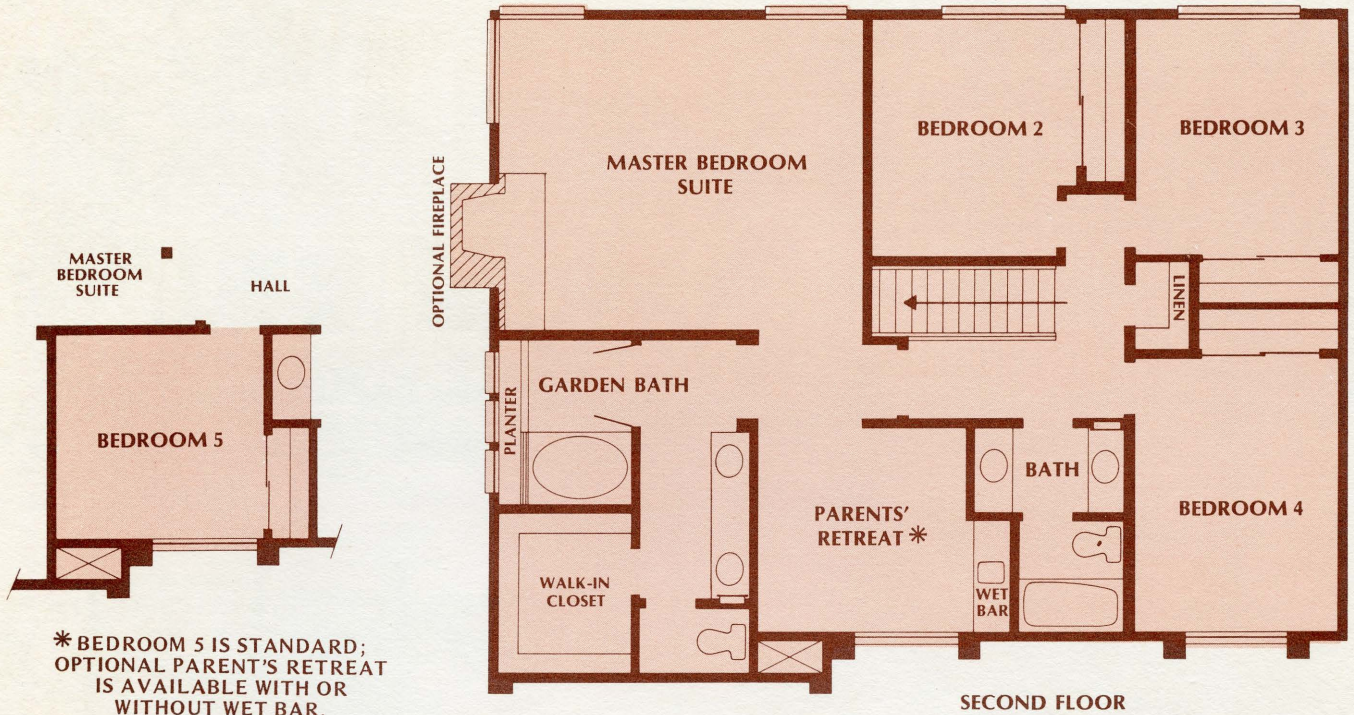 OPTIONAL FIREPLACE
MASTER BEDROOM
SUITE
BEDROOM 2
BEDROOM 3
LINEN
MASTER
BEDROOM
SUITE
HALL
BEDROOM 5
PLANTER
GARDEN BATH
WALK-IN
CLOSET
PARENTS'
RETREAT *
WET
BAR
BATH
BEDROOM 4
* BEDROOM 5 IS STANDARD;
OPTIONAL PARENT'S RETREAT
IS AVAILABLE WITH OR
WITHOUT WET BAR.
SECOND FLOOR